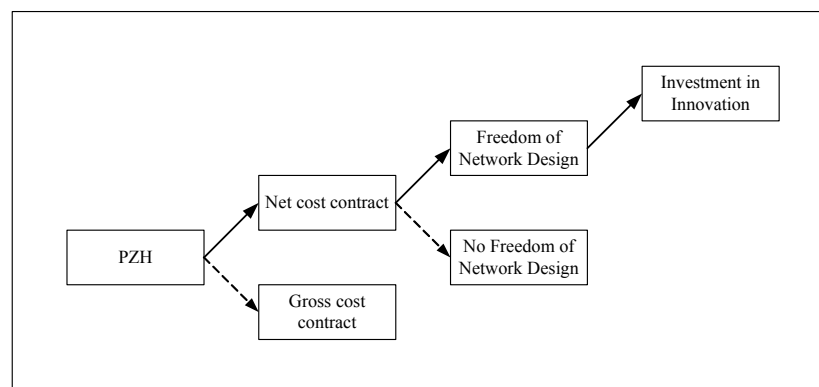 PZH
Net cost contract
Gross cost
contract
Freedom of
Network Design
No Freedom of
Network Design
Investment in
Innovation